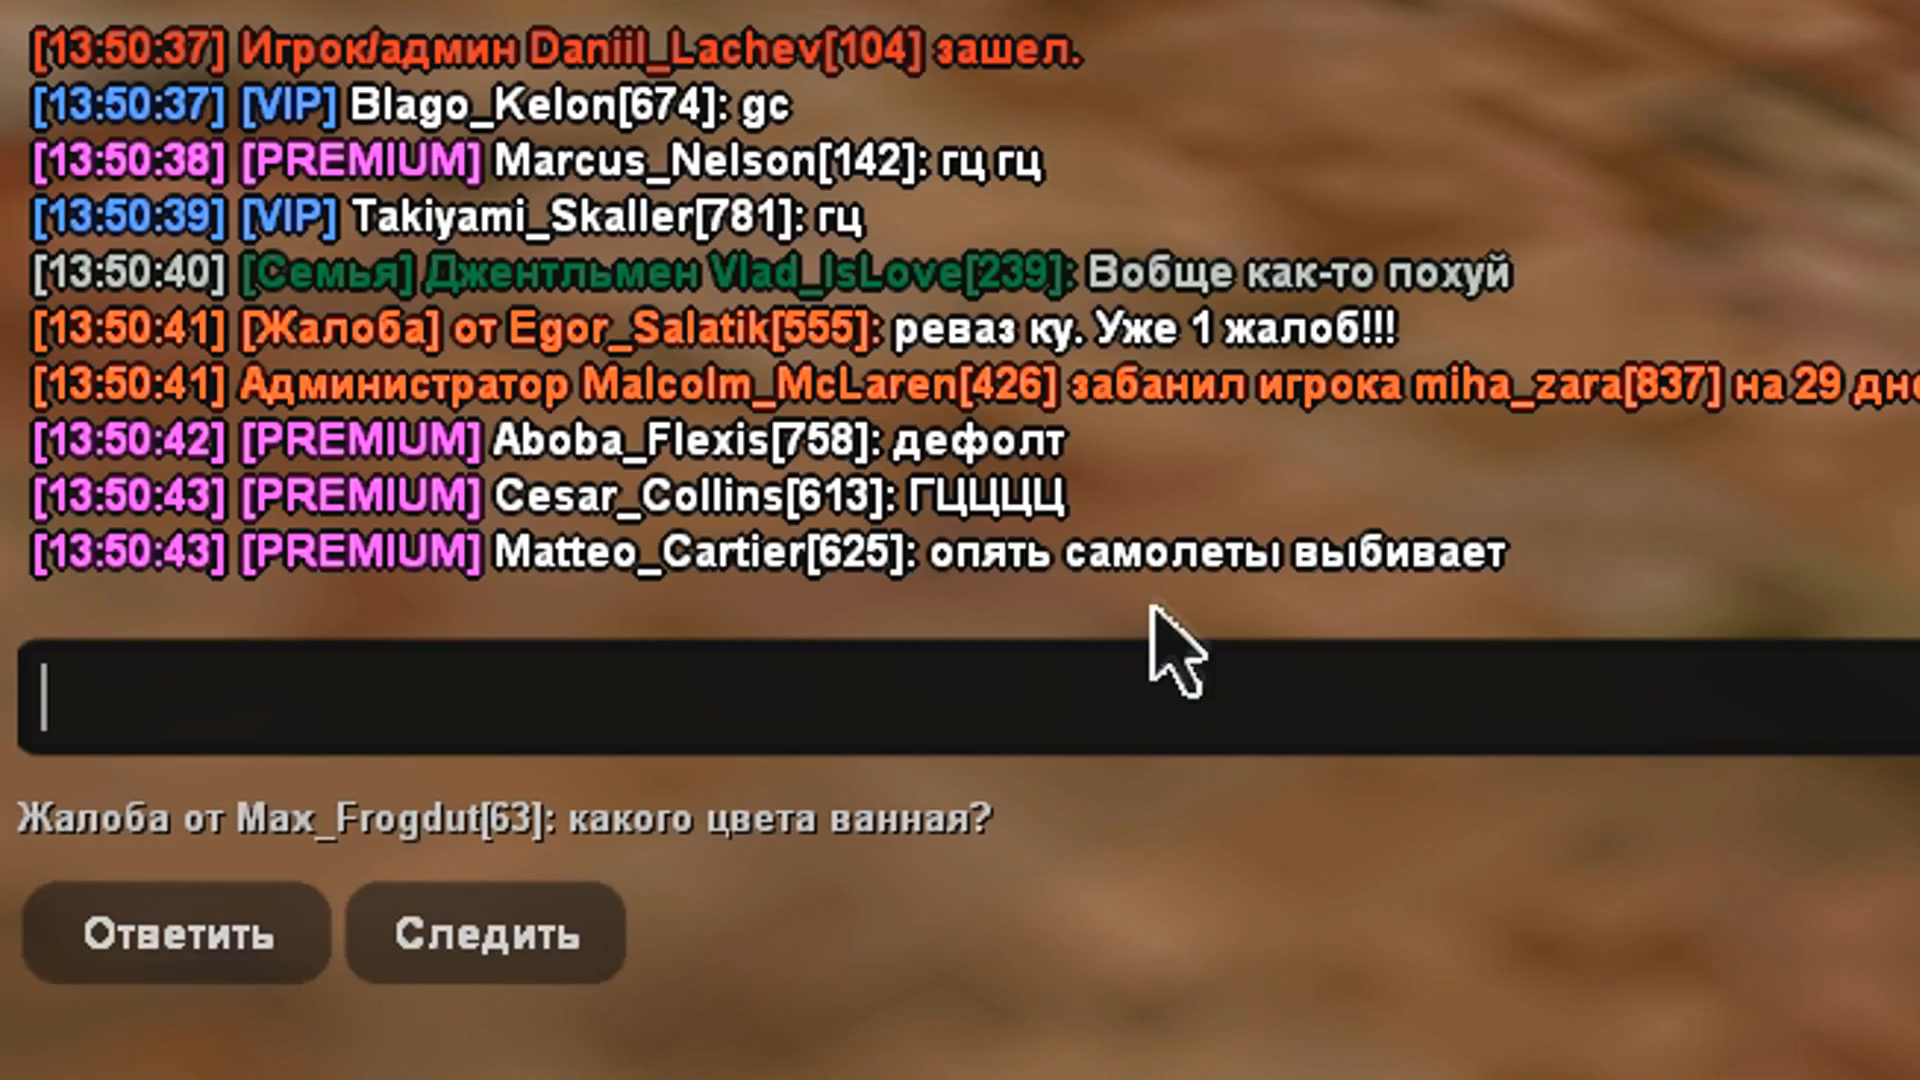 [13:50:37] Игрок/админ Daniil_Lachev[104] зашел.
[13:50:37] [VIP] Blago_Kelon[674]: gc
[13:50:38] [PREMIUM] Marcus_Nelson[142]: гц гц
[13:50:39] [VIP] Takiyami_Skaller[781]: гц
[13:50:40] [Семья] Джентльмен Vlad_IsLove[239]: Вобще как-то похуй
[13:50:41] [Жалоба] от Egor_Salatik[555]: реваз ку. Уже 1 жалоб!!!
[13:50:41] Администратор Malcolm_McLaren[426] забанил игрока miha_zara[837] на 29
[13:50:42] [PREMIUM] Aboba_Flexis[758]: дефолт
[13:50:43] [PREMIUM] Cesar_Collins[613]: ГЦЦЦЦ
[13:50:43] [PREMIUM] Matteo_Cartier[625]: опять самолеты выбивает
Жалоба от Max_Frogdut[63]: какого цвета ванная?
Ответить Следить